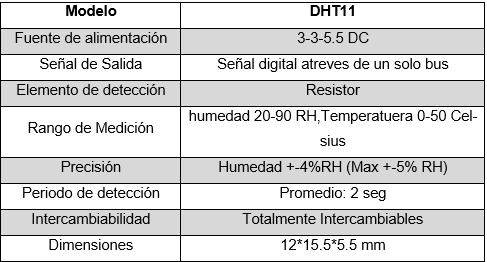 Modelo DHT11
Fuente de alimentación 3-3-5.5 DC
Señal de Salida Señal digital atreves de un solo bus
Elemento de detección Resistor
Rango de Medición humedad 20-90 RH,Temperatuera 0-50 Cel-
sius
Precisión Humedad +-4%RH (Max +-5% RH)
Periodo de detección Promedio: 2 seg
Intercambiabilidad Totalmente Intercambiables
Dimensiones 12*15.5*5.5 mm